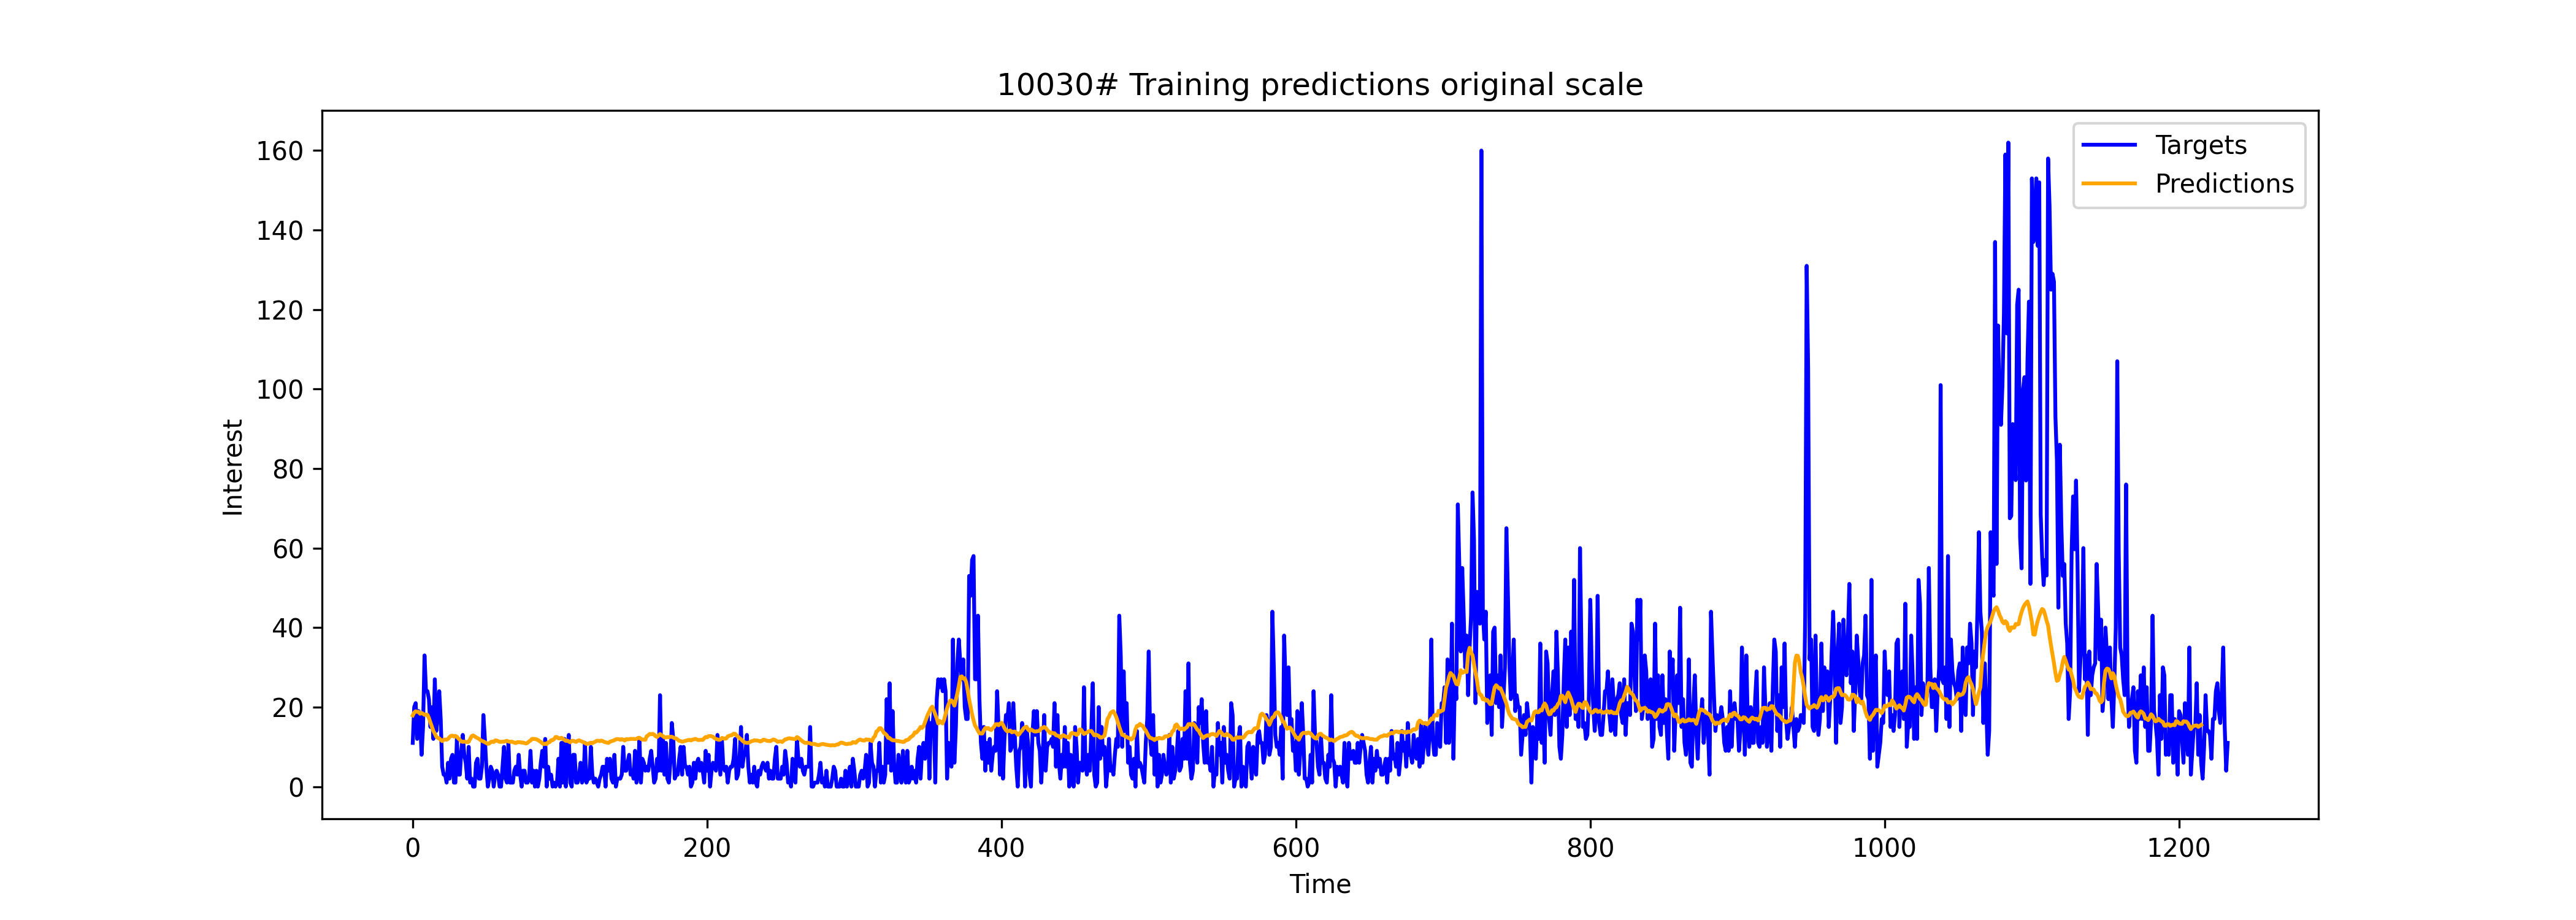 10030# Training predictions original scale
Targets
Predictions
160
140
120
100
80
60
40
20
0
Interest
0 200 400 600 800 1000 1200
Time